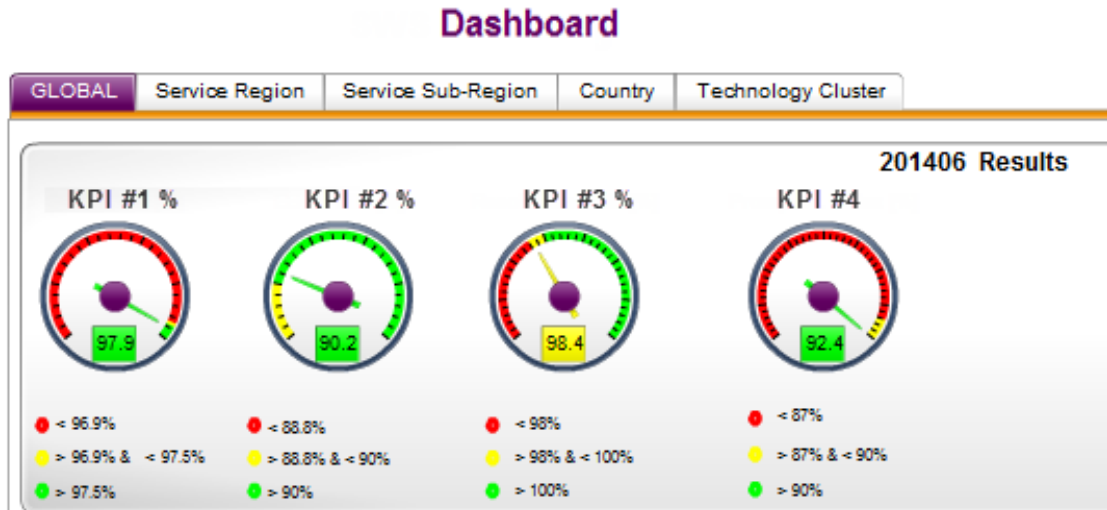 Dashboard
GLOBAL Service Region Service Sub-Region Country Technology Cluster
201406 Results
KPI #1 % KPI #2 % KPI #3 % KPI #4
97.9 90.2 98.4 92.4
< 96.9% < 88.8% < 98% < 87%
> 96.9% & < 97.5% > 88.8% & < 90% > 98% & < 100% > 87% & < 90%
> 97.5% > 90% > 100% > 90%